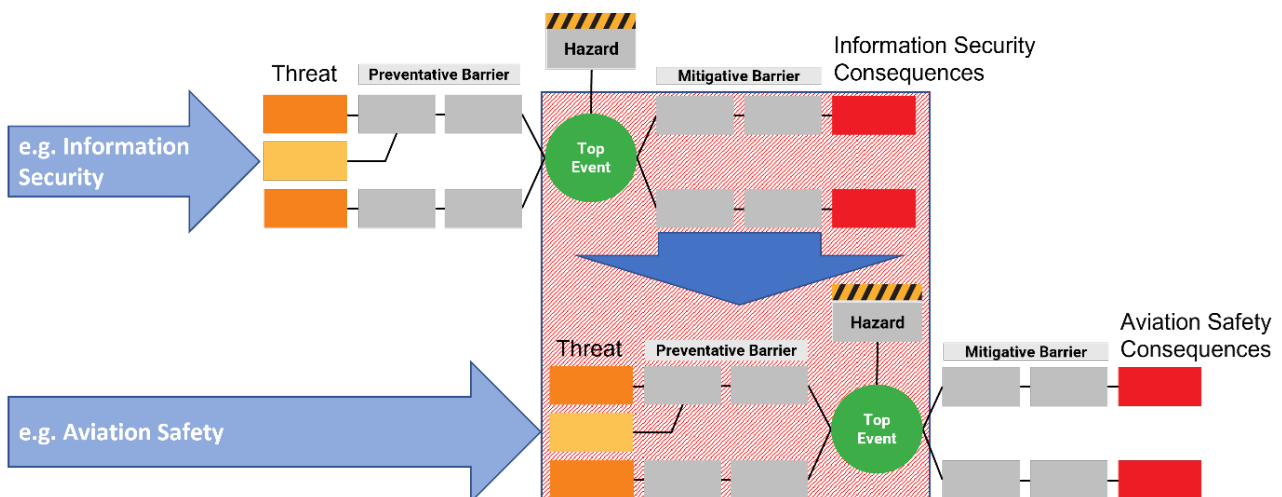 Hazard
Information Security
Consequences
Threat
Preventative Barrier
Mitigative Barrier
e.g. Information
Security
Top
Event
Hazard
Aviation Safety
Consequences
Threat
Preventative Barrier
Mitigative Barrier
e.g. Aviation Safety
Top
Event